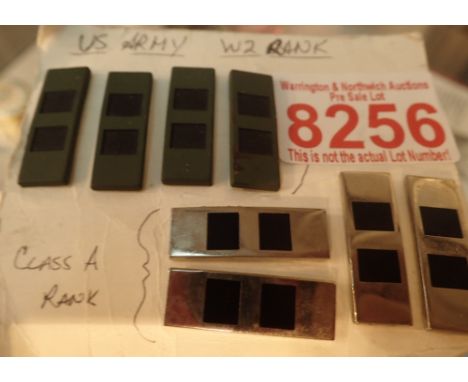 US ARMY W2 RANK
Warrington & Northwich Auctions
Pre Sale Lot
8256
This is not the actual Lot Number!
CLASS A
RANK